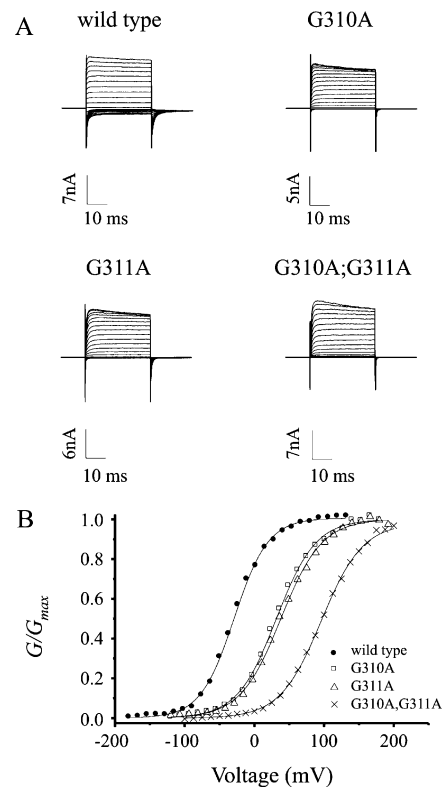 A
wild type
G310A
7nA
10 ms
5nA
10 ms
G311A
G310A;G311A
6nA
10 ms
7nA
10 ms
B
1.0
0.8
0.6
0.4
0.2
0.0
G/Gmax
wild type
G310A
G311A
G310A,G311A
-200 -100 0 100 200
Voltage (mV)